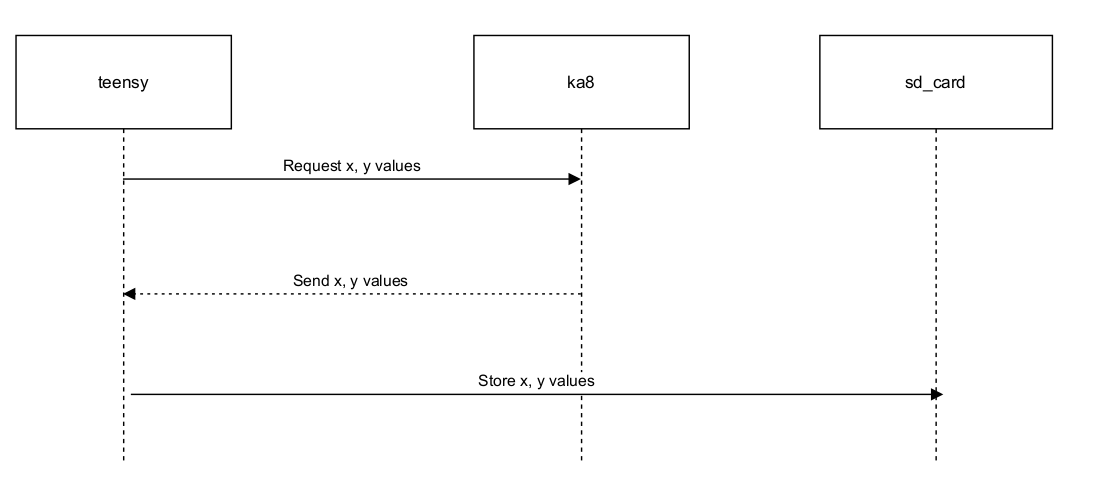 teensy
ka8
sd_card
Request x, y values
Send x, y values
Store x, y values